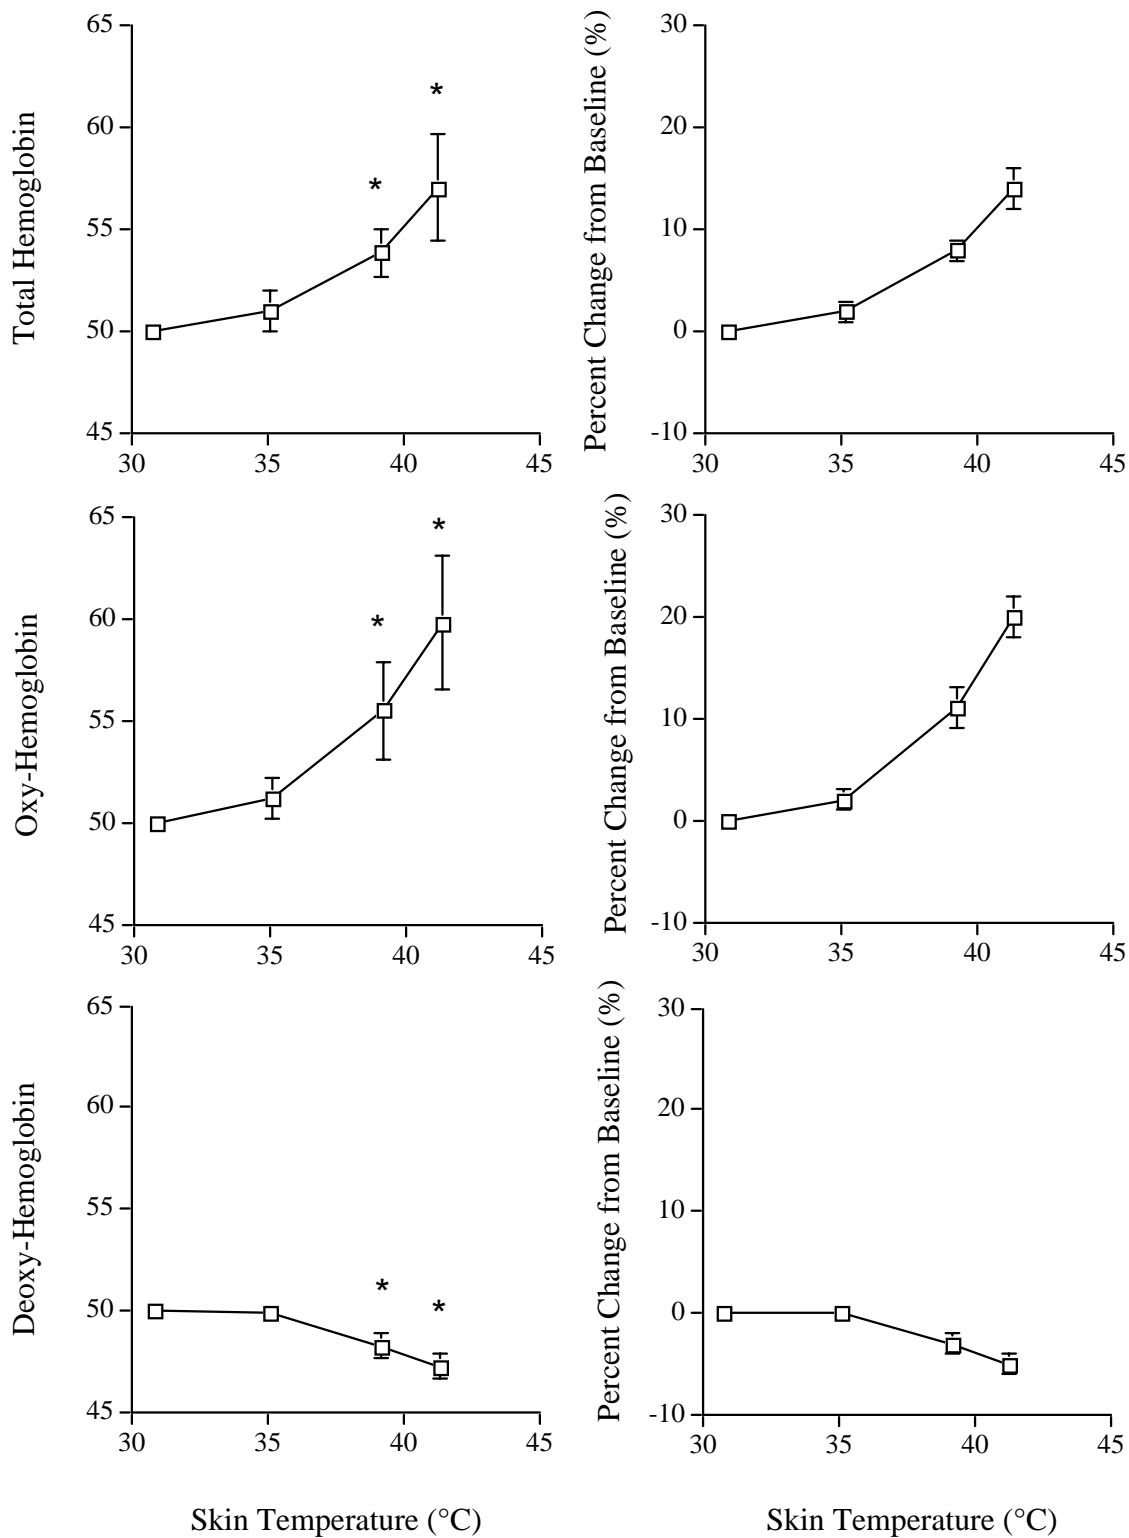 Total Hemoglobin
65
60
55
50
45
30 35 40 45
*
*
Percent Change from Baseline (%)
30
20
10
0
-10
30 35 40 45
Oxy-Hemoglobin
65
60
55
50
45
30 35 40 45
*
*
Percent Change from Baseline (%)
30
20
10
0
-10
30 35 40 45
Deoxy-Hemoglobin
65
60
55
50
45
30 35 40 45
*
*
Skin Temperature (°C)
Percent Change from Baseline (%)
30
20
10
0
-10
30 35 40 45
Skin Temperature (°C)